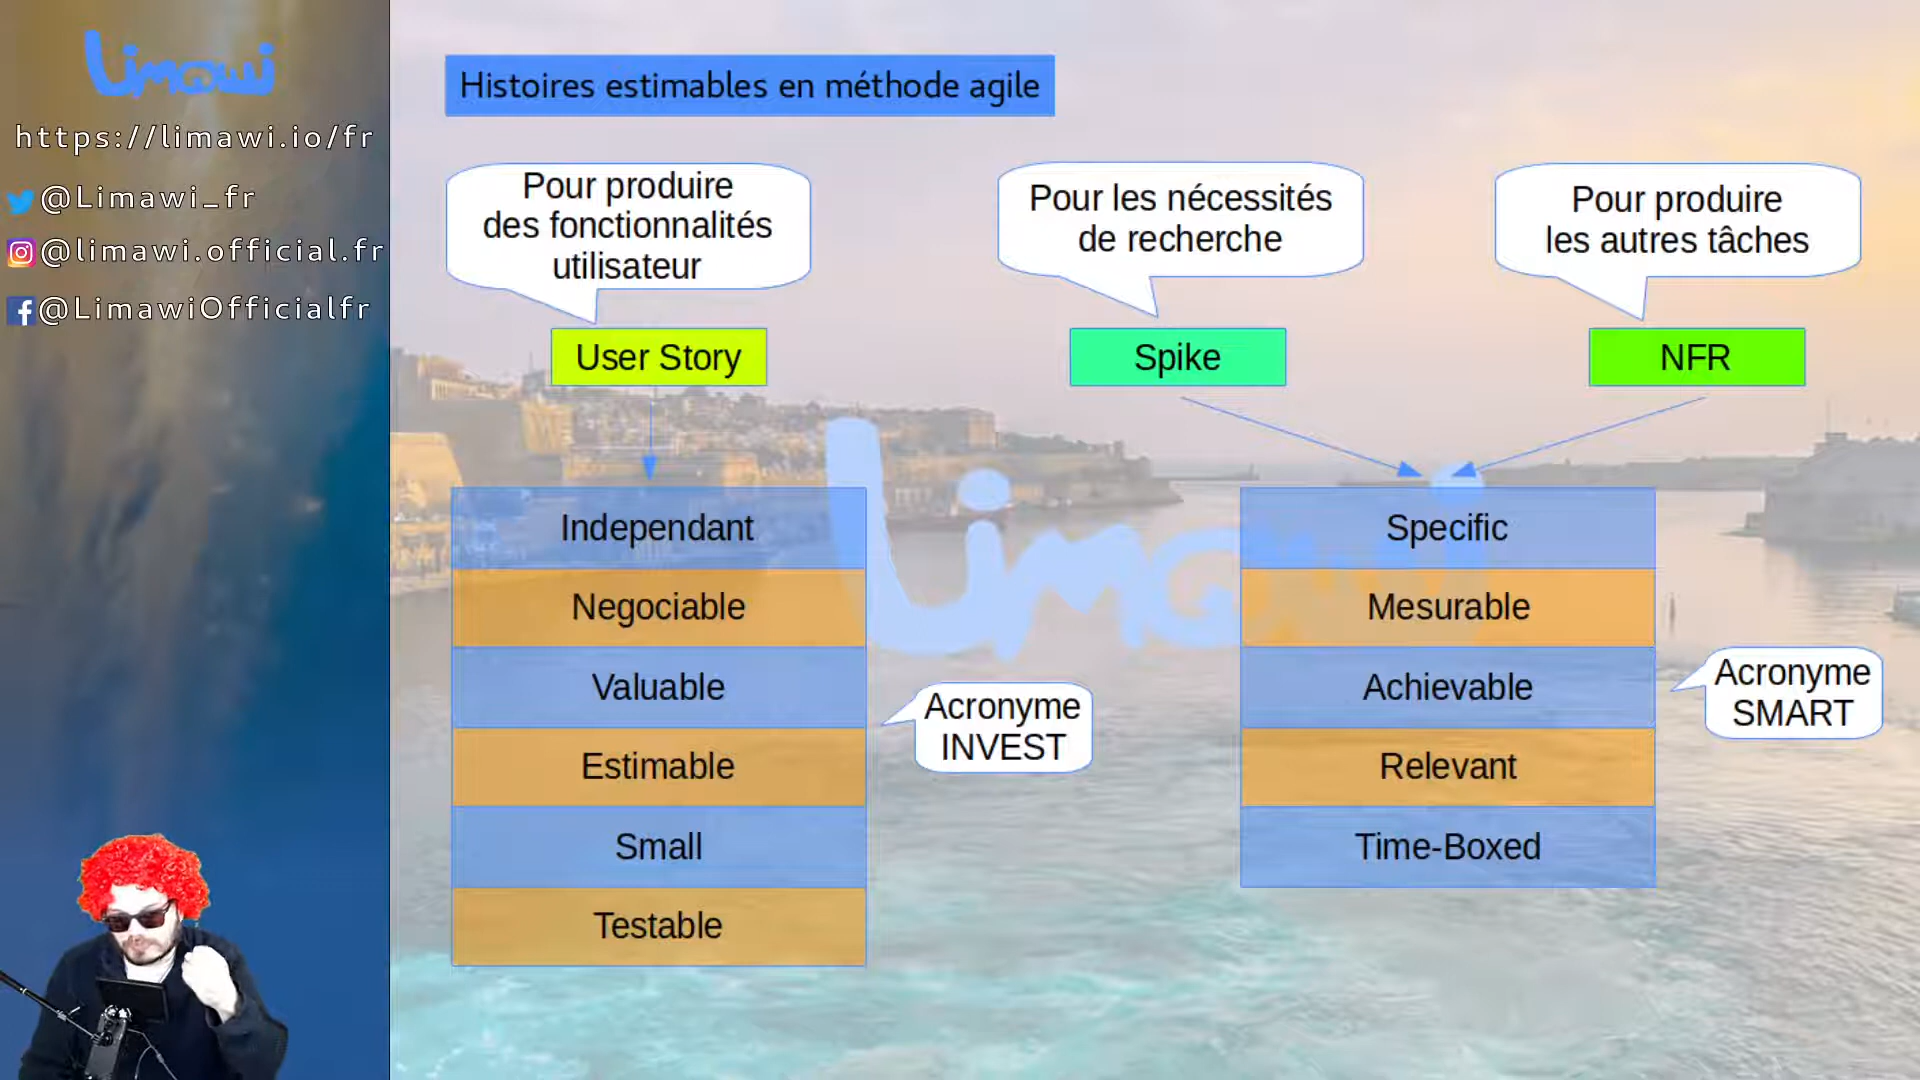 Limawi
https://limawi.io/fr
@Limawi_fr
@limawi.official.fr
@LimawiOfficialfr
Histoires estimables en méthode agile
Pour produire
des fonctionnalités
utilisateur
Pour les nécessités
de recherche
Pour produire
les autres tâches
User Story
Spike
NFR
Independant
Negociable
Valuable
Estimable
Small
Testable
Acronyme
INVEST
Limawi
Specific
Mesurable
Achievable
Relevant
Time-Boxed
Acronyme
SMART